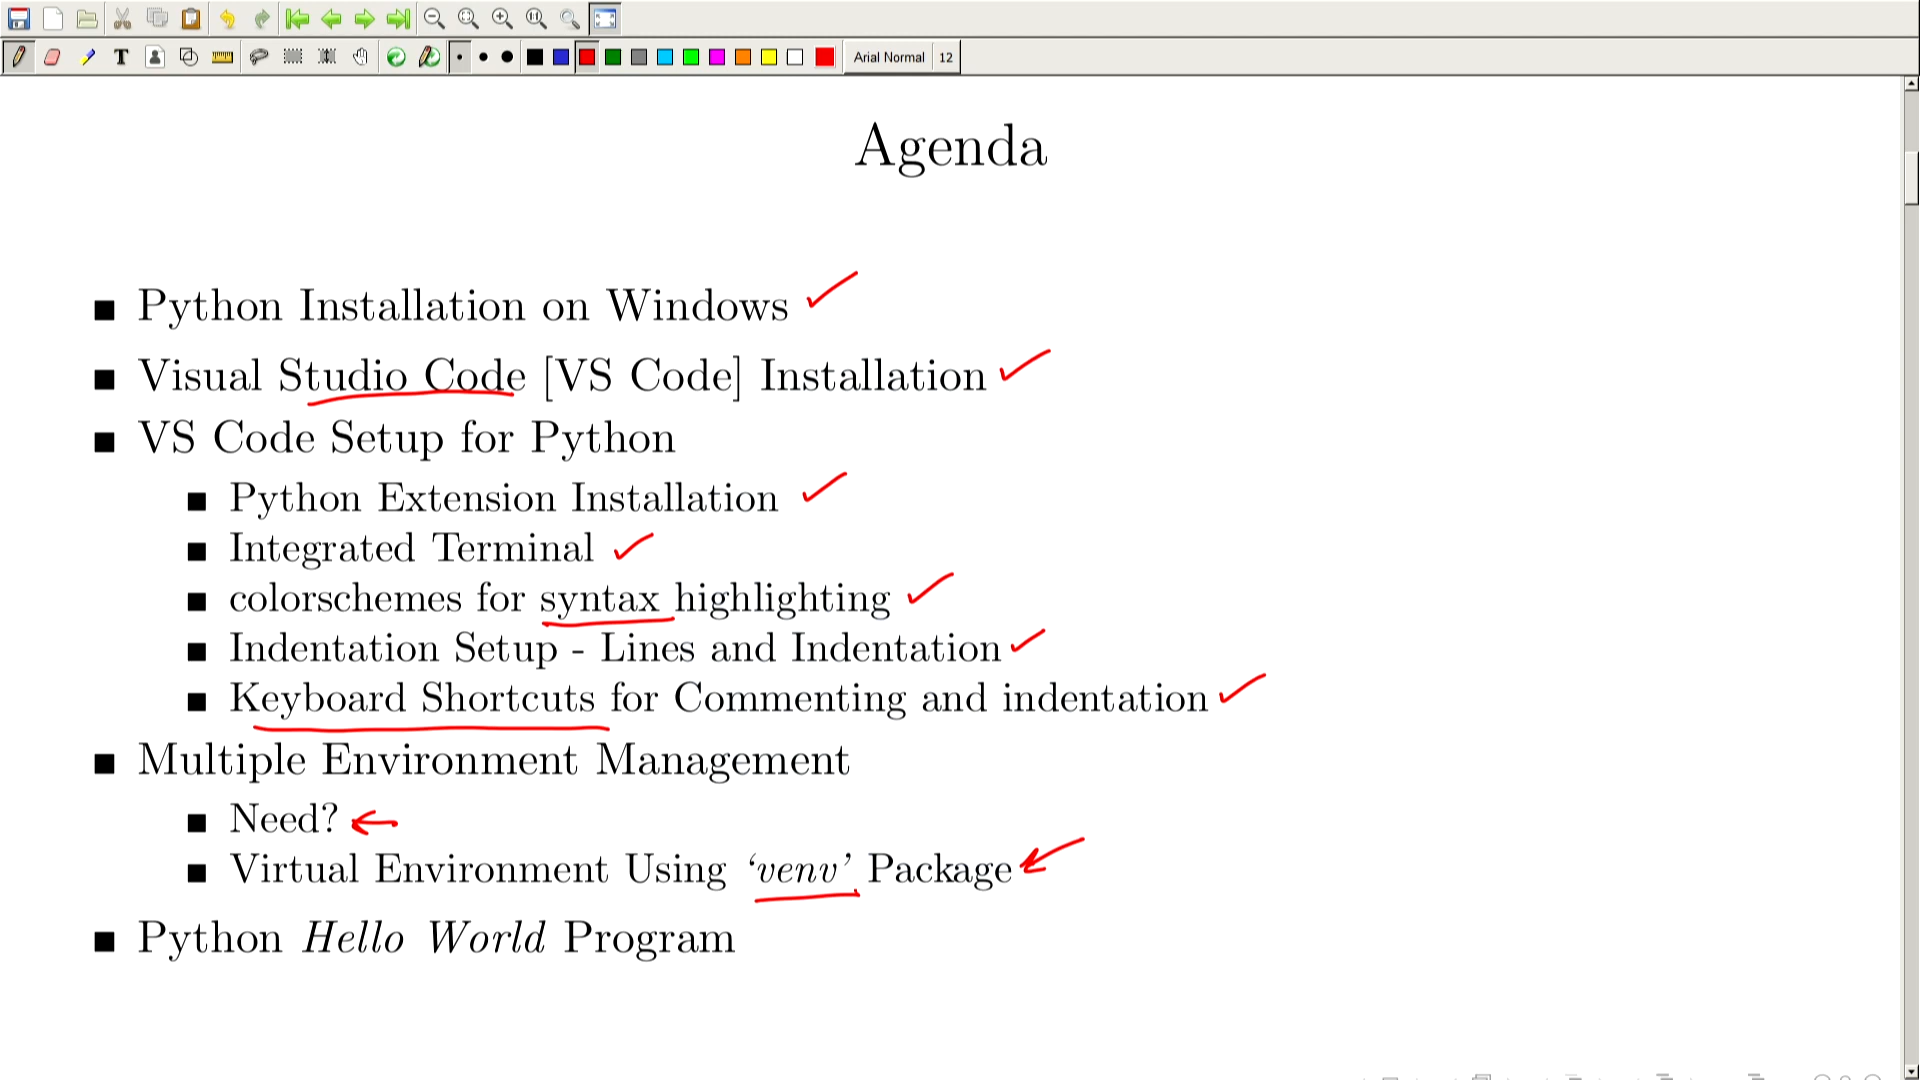 T
Arial Normal 12
Agenda
Python Installation on Windows
Visual Studio Code [VS Code] Installation
VS Code Setup for Python
Python Extension Installation
Integrated Terminal
colorschemes for syntax highlighting
Indentation Setup - Lines and Indentation
Keyboard Shortcuts for Commenting and indentation
Multiple Environment Management
Need?
Virtual Environment Using ‘venv’ Package
Python Hello World Program